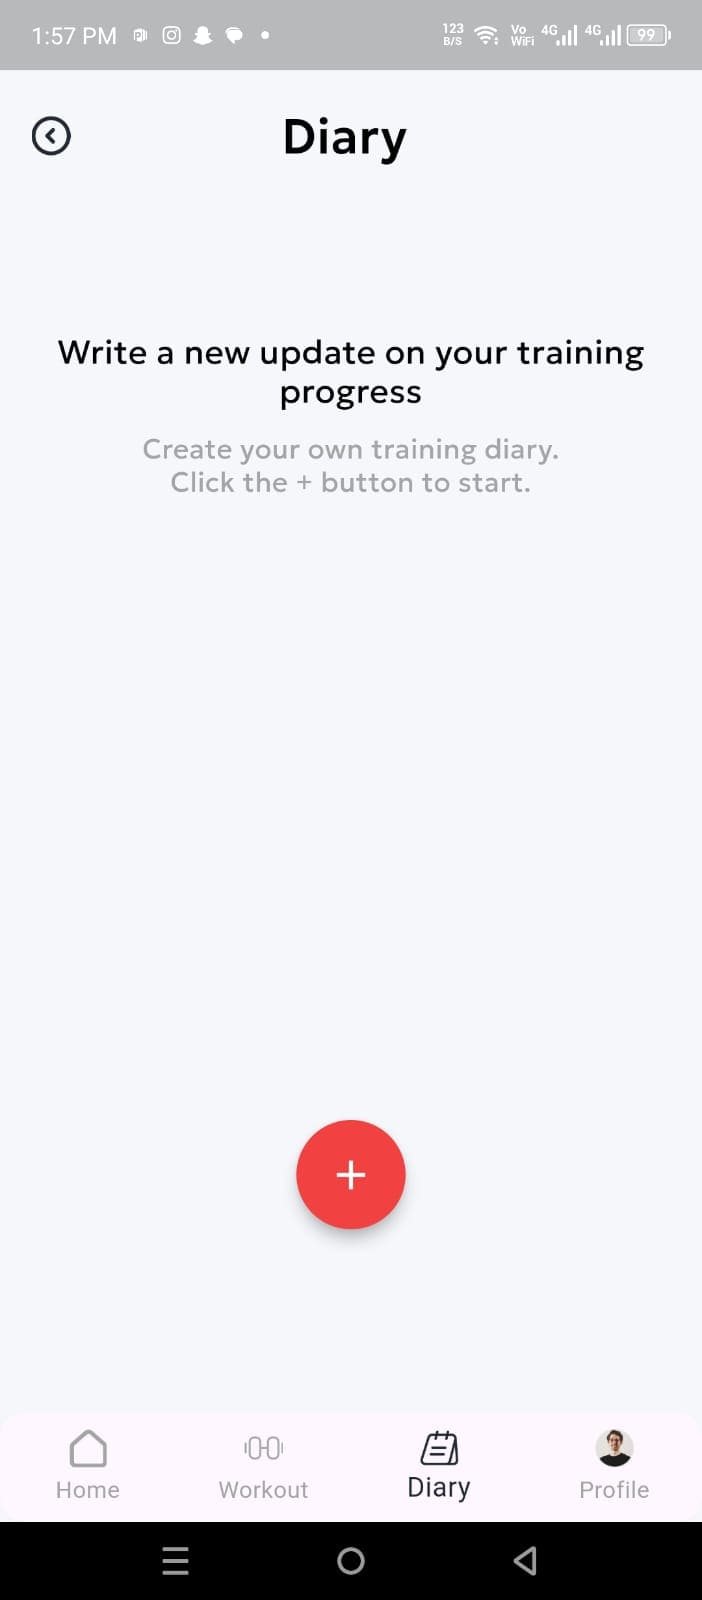 1:57 PM
123
B/S
Vo
WiFi
4G
4G
99
Diary
Write a new update on your training
progress
Create your own training diary.
Click the + button to start.
+
Home
Workout
Diary
Profile